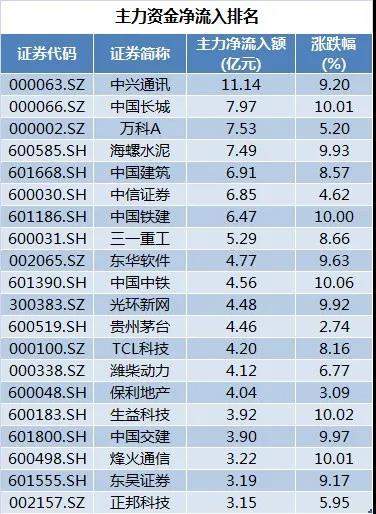 主力资金净流入排名
证券代码 证券简称 主力净流入额(亿元) 涨跌幅(%)
000063.SZ 中兴通讯 11.14 9.20
000066.SZ 中国长城 7.97 10.01
000002.SZ 万科A 7.53 5.20
600585.SH 海螺水泥 7.49 9.93
601668.SH 中国建筑 6.91 8.57
600030.SH 中信证券 6.85 4.62
601186.SH 中国铁建 6.47 10.00
600031.SH 三一重工 5.29 8.66
002065.SZ 东华软件 4.77 9.63
601390.SH 中国中铁 4.56 10.06
300383.SZ 光环新网 4.48 9.92
600519.SH 贵州茅台 4.46 2.74
000100.SZ TCL科技 4.20 8.16
000338.SZ 潍柴动力 4.12 6.77
600048.SH 保利地产 4.04 3.09
600183.SH 生益科技 3.92 10.02
601800.SH 中国交建 3.90 9.97
600498.SH 烽火通信 3.22 10.01
601555.SH 东吴证券 3.19 9.17
002157.SZ 正邦科技 3.15 5.95